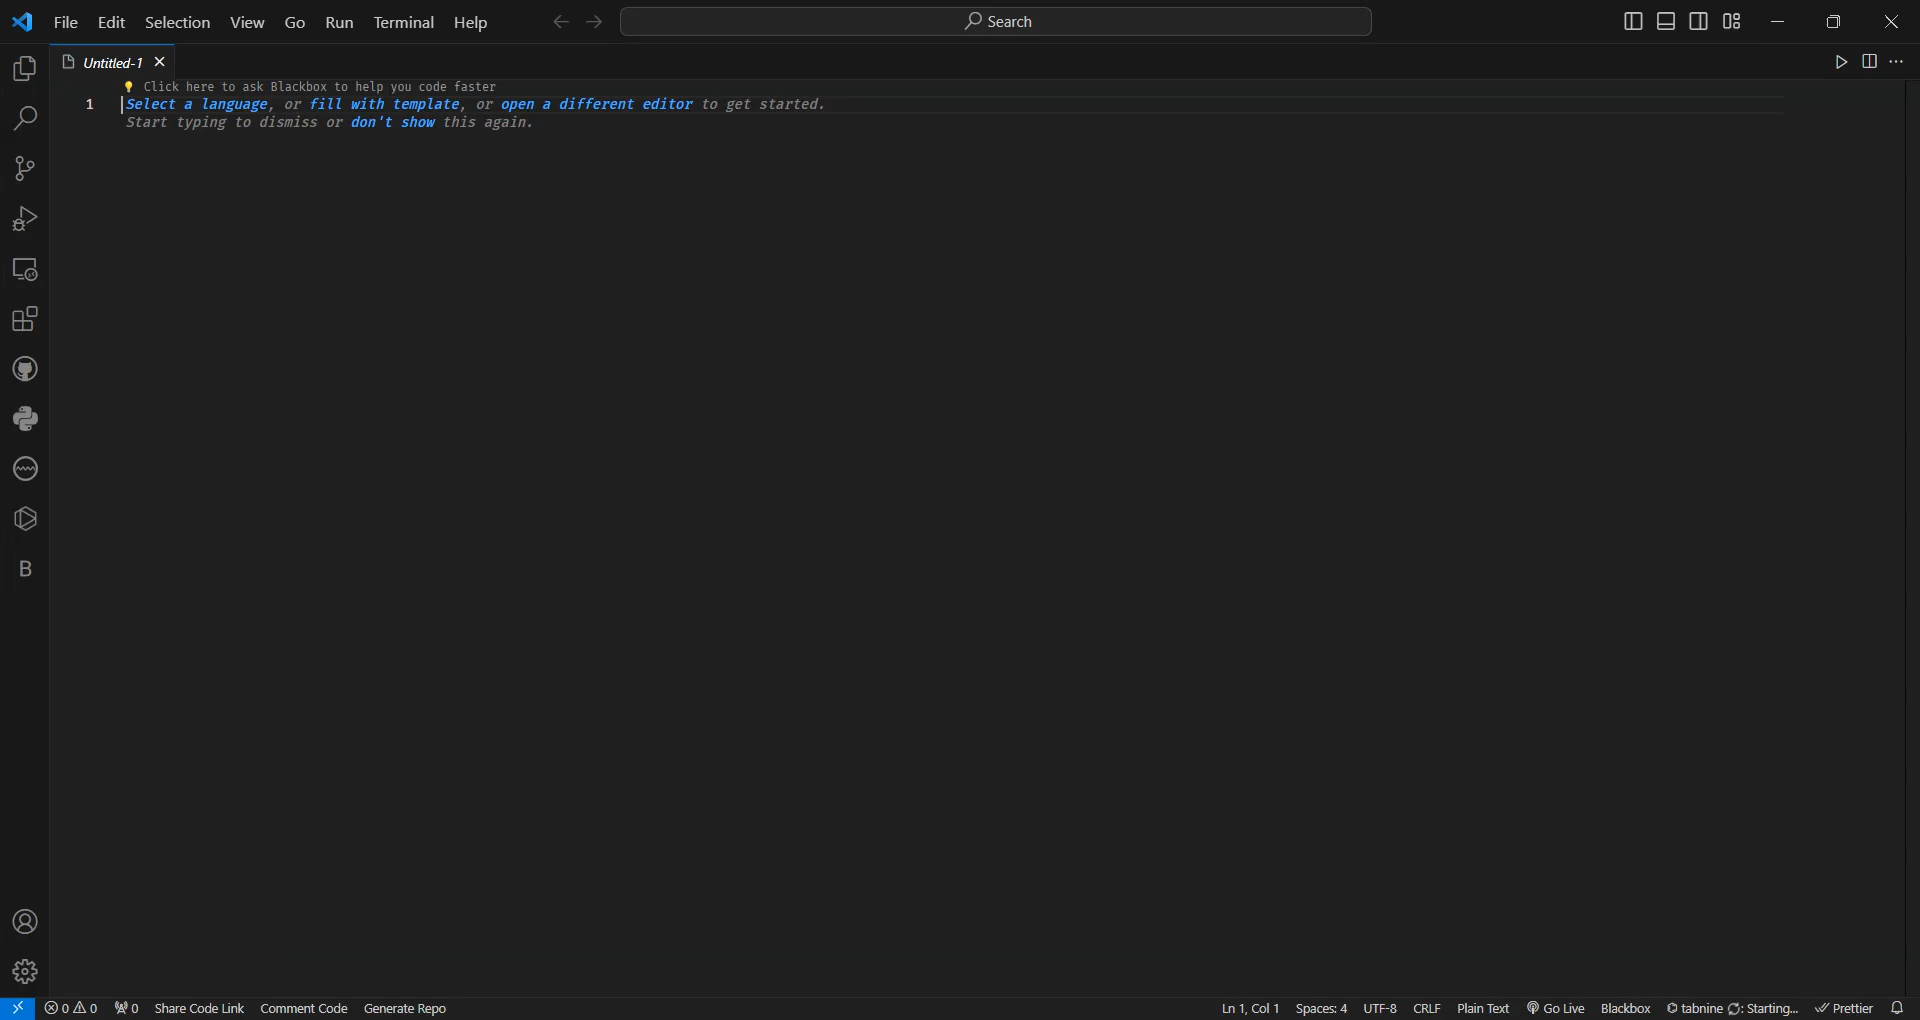 File Edit Selection View Go Run Terminal Help Search
Untitled-1
Click here to ask Blackbox to help you code faster
1 Select a language, or fill with template, or open a different editor to get started.
Start typing to dismiss or don't show this again.
B
0 0 0 Share Code Link Comment Code Generate Repo Ln 1, Col 1 Spaces: 4 UTF-8 CRLF Plain Text Go Live Blackbox tabnine : Starting... Prettier